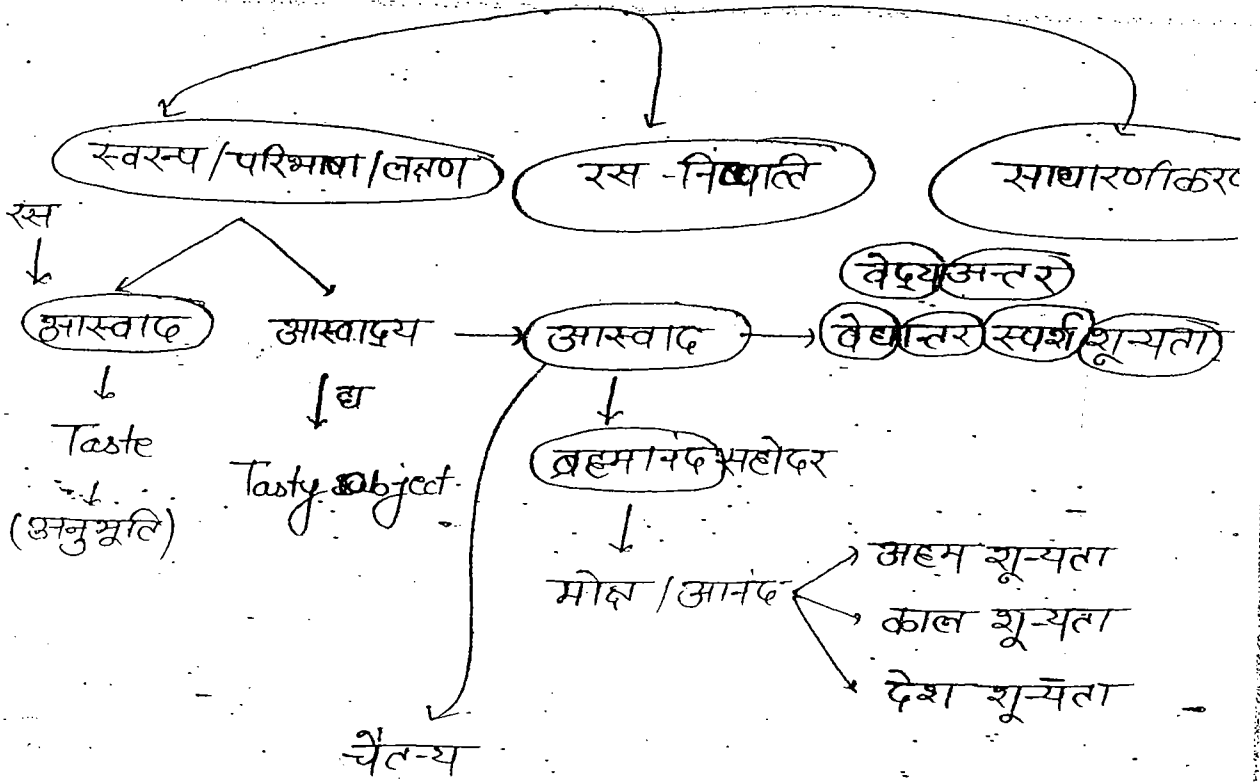 स्वरूप/परिभाषा/लक्षण रस-निष्पत्ति साधारणीकरण
रस
वेद्य अन्तर
आस्वाद आस्वाद्य आस्वाद वेद्यान्तर स्पर्श शून्यता
द्य
Taste Tasty Object ब्रह्मानंद सहोदर
(अनुभूति)
मोक्ष/आनंद अहम शून्यता
काल शून्यता
देश शून्यता
चैतन्य